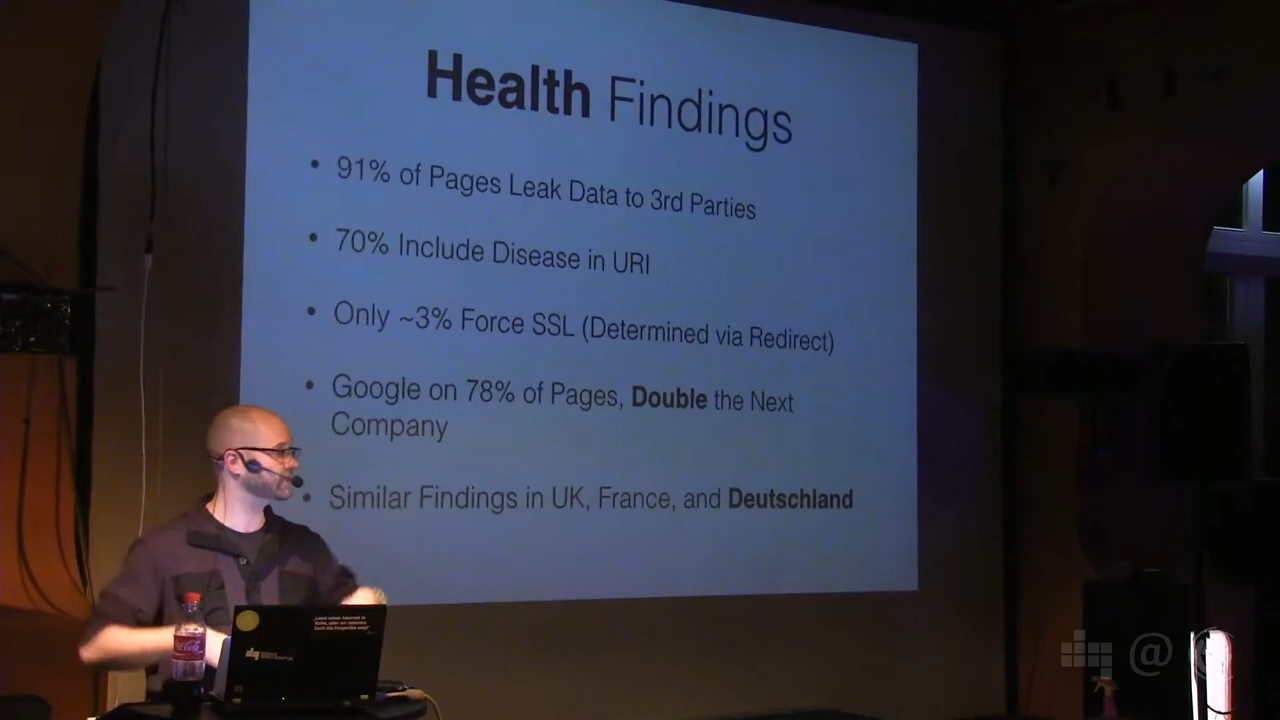 Health Findings
• 91% of Pages Leak Data to 3rd Parties
• 70% Include Disease in URI
• Only ~3% Force SSL (Determined via Redirect)
• Google on 78% of Pages, Double the Next
Company
• Similar Findings in UK, France, and Deutschland
@